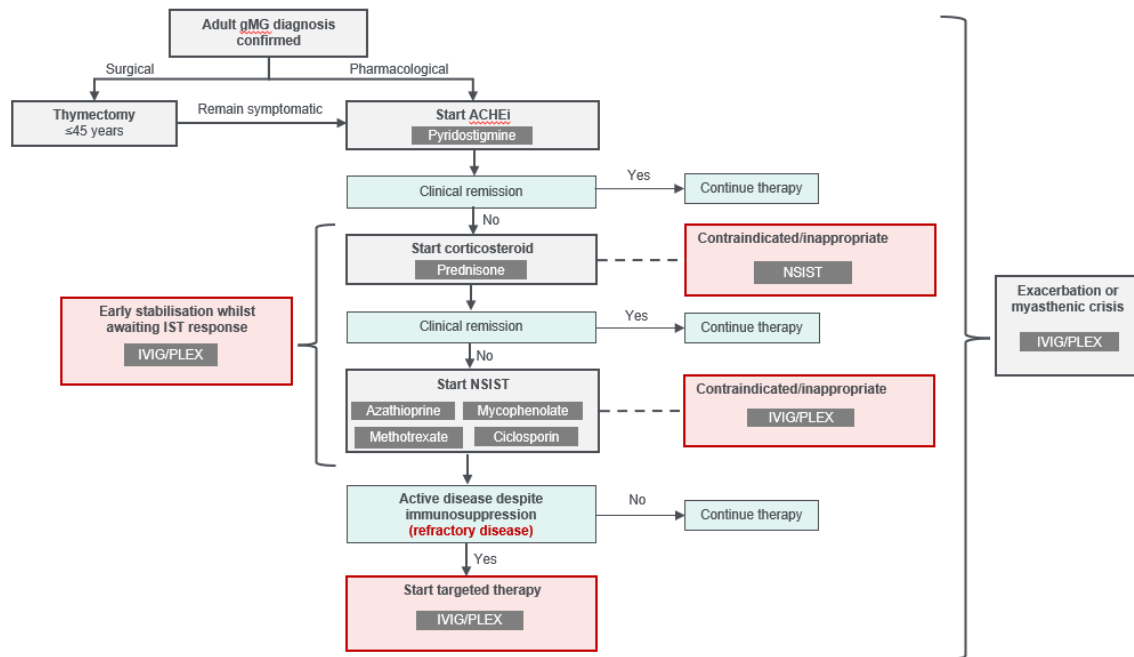 Adult gMG diagnosis
confirmed
Surgical
Pharmacological
Thymectomy
≤45 years
Remain symptomatic
Start ACHEi
Pyridostigmine
Clinical remission
Yes
Continue therapy
No
Start corticosteroid
Prednisone
Contraindicated/inappropriate
NSIST
Early stabilisation whilst
awaiting IST response
IVIG/PLEX
Clinical remission
Yes
Continue therapy
No
Start NSIST
Azathioprine
Mycophenolate
Methotrexate
Ciclosporin
Contraindicated/inappropriate
IVIG/PLEX
Active disease despite
immunosuppression
(refractory disease)
No
Continue therapy
Yes
Start targeted therapy
IVIG/PLEX
Exacerbation or
myasthenic crisis
IVIG/PLEX